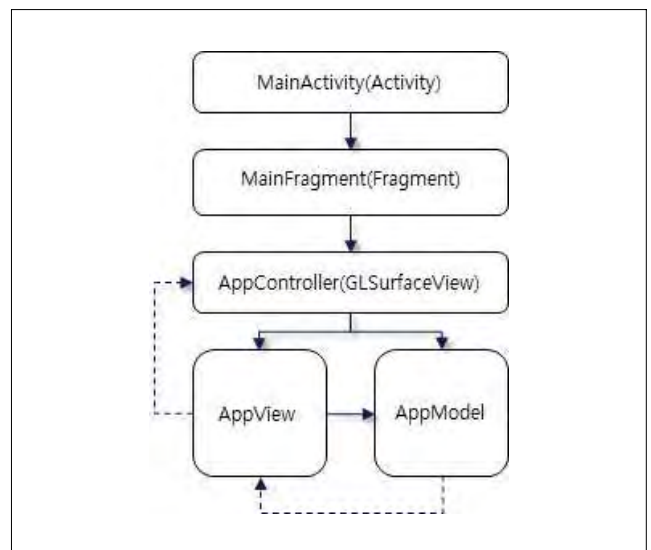 MainActivity(Activity)
MainFragment(Fragment)
AppController(GLSurfaceView)
AppView
AppModel